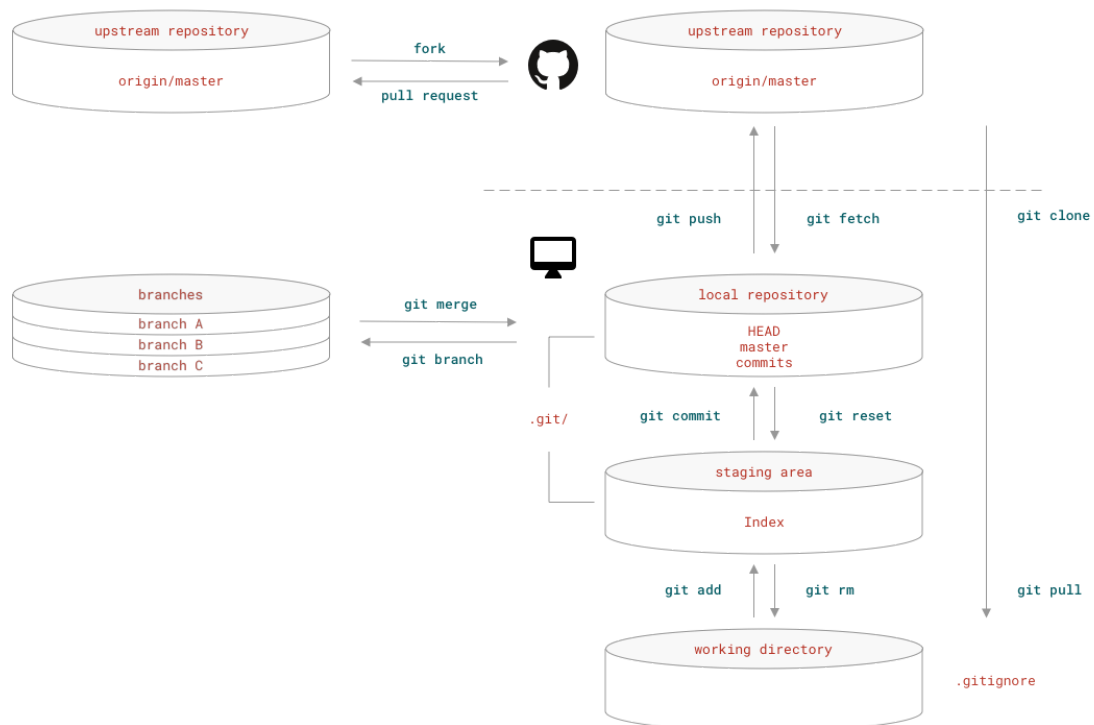 upstream repository
origin/master
fork
pull request
upstream repository
origin/master
git push
git fetch
git clone
branches
branch A
branch B
branch C
git merge
git branch
local repository
HEAD
master
commits
.git/
git commit
git reset
staging area
Index
git add
git rm
git pull
working directory
.gitignore